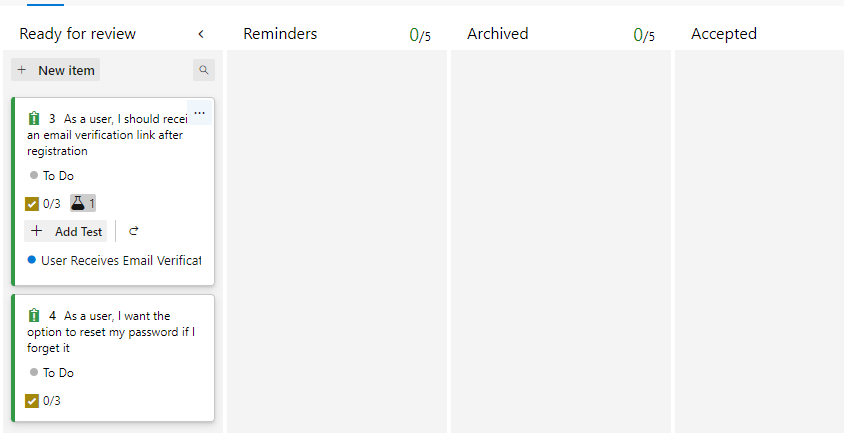 Ready for review
Reminders 0/5
Archived 0/5
Accepted
+ New item
...
3 As a user, I should recei
an email verification link after
registration
To Do
0/3 1
+ Add Test
User Receives Email Verificat
4 As a user, I want the
option to reset my password if I
forget it
To Do
0/3